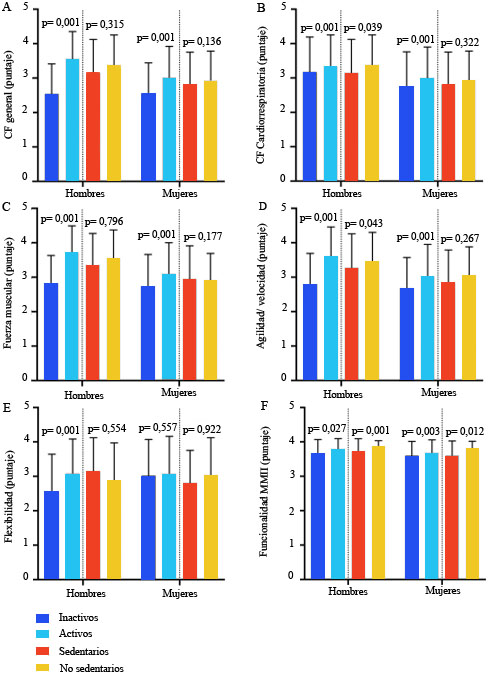 A
CF general (puntaje)
5
4
3
2
1
0
p= 0,001
p= 0,315
p= 0,001
p= 0,136
Hombres
Mujeres
B
CF Cardiorrespiratoria (puntaje)
5
4
3
2
1
0
p= 0,001
p= 0,039
p= 0,001
p= 0,322
Hombres
Mujeres
C
Fuerza muscular (puntaje)
5
4
3
2
1
0
p= 0,001
p= 0,796
p= 0,001
p= 0,177
Hombres
Mujeres
D
Agilidad/ velocidad (puntaje)
5
4
3
2
1
0
p= 0,001
p= 0,043
p= 0,001
p= 0,267
Hombres
Mujeres
E
Flexibilidad (puntaje)
5
4
3
2
1
0
p= 0,001
p= 0,554
p= 0,557
p= 0,922
Hombres
Mujeres
F
Funcionalidad MMII (puntaje)
5
4
3
2
1
0
p= 0,027
p= 0,001
p= 0,003
p= 0,012
Hombres
Mujeres
Inactivos
Activos
Sedentarios
No sedentarios